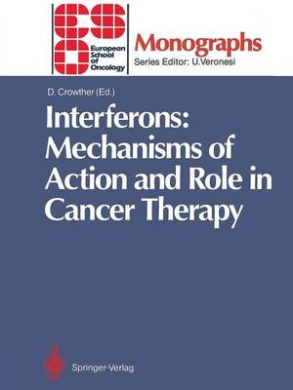 ESO
European
School
of
Oncology
Monographs
Series Editor: U.Veronesi
D. Crowther (Ed.)
Interferons:
Mechanisms of
Action and Role in
Cancer Therapy
Springer-Verlag